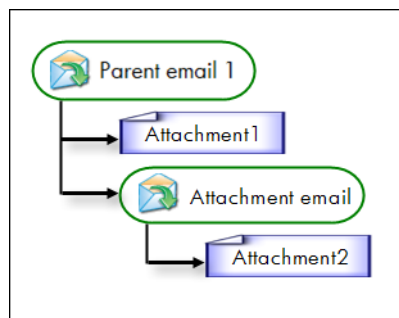 Parent email 1
Attachment1
Attachment email
Attachment2